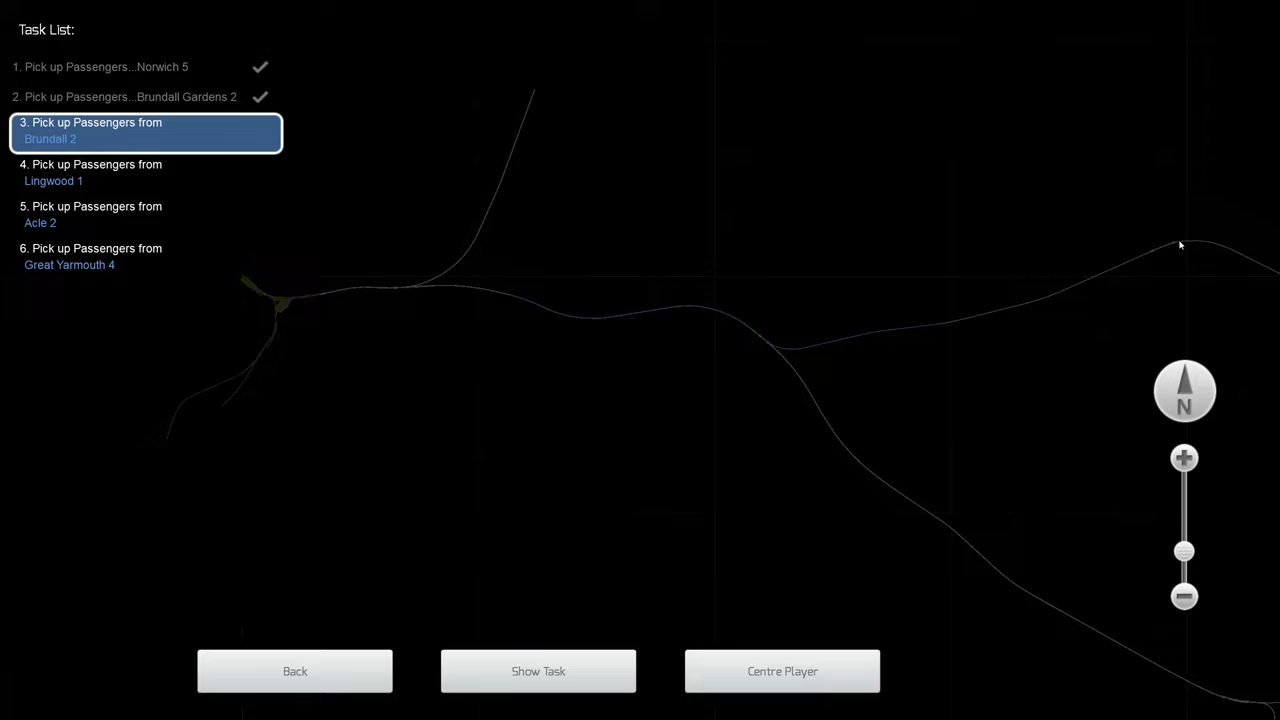 Task List:
1. Pick up Passengers...Norwich 5
2. Pick up Passengers...Brundall Gardens 2
3. Pick up Passengers from
Brundall 2
4. Pick up Passengers from
Lingwood 1
5. Pick up Passengers from
Acle 2
6. Pick up Passengers from
Great Yarmouth 4
N
Back
Show Task
Centre Player